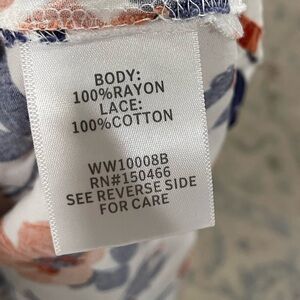 BODY:
100%RAYON
LACE:
100%COTTON
WW10008B
RN#150466
SEE REVERSE SIDE
FOR CARE